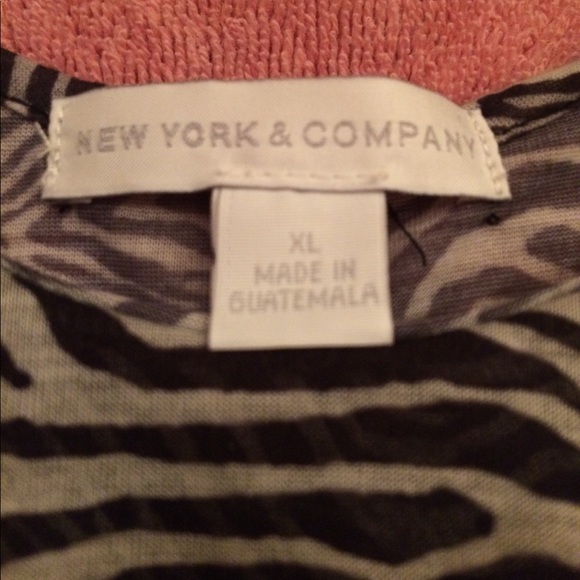 NEW YORK & COMPANY
XL
MADE IN
GUATEMALA